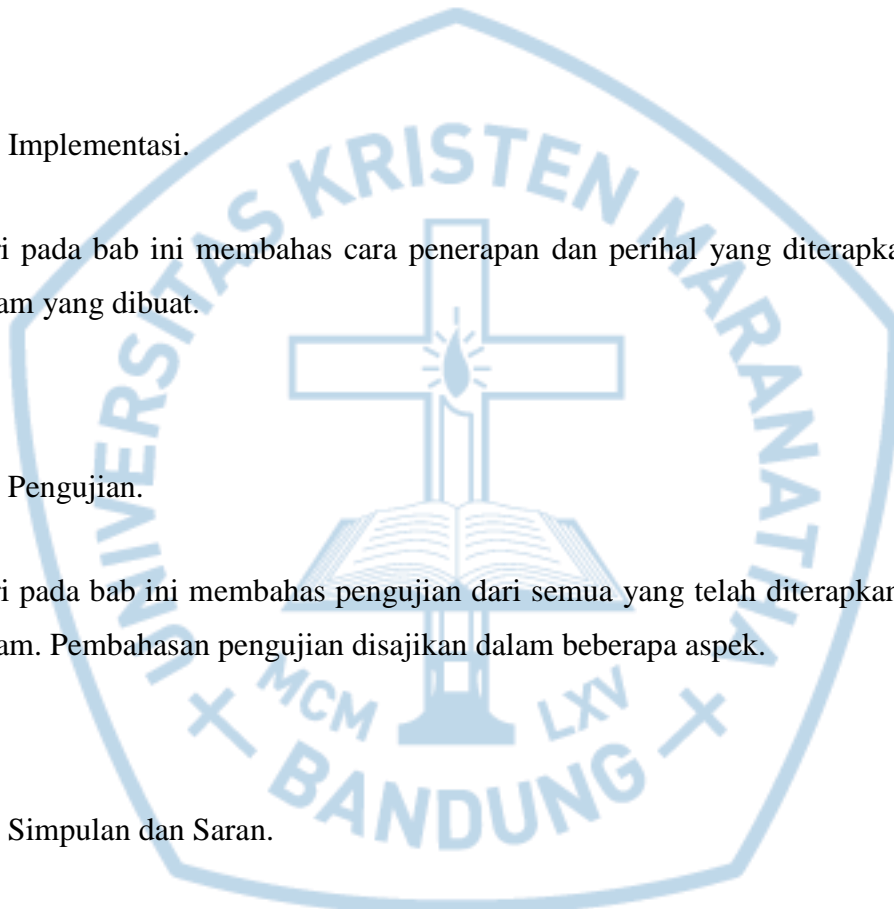 Implementasi.
ri pada bab ini membahas cara penerapan dan perihal yang diterapka
am yang dibuat.
Pengujian.
ri pada bab ini membahas pengujian dari semua yang telah diterapkan
am. Pembahasan pengujian disajikan dalam beberapa aspek.
Simpulan dan Saran.
UNIVERSITAS KRISTEN MARANATHA
MCM LXV
BANDUNG